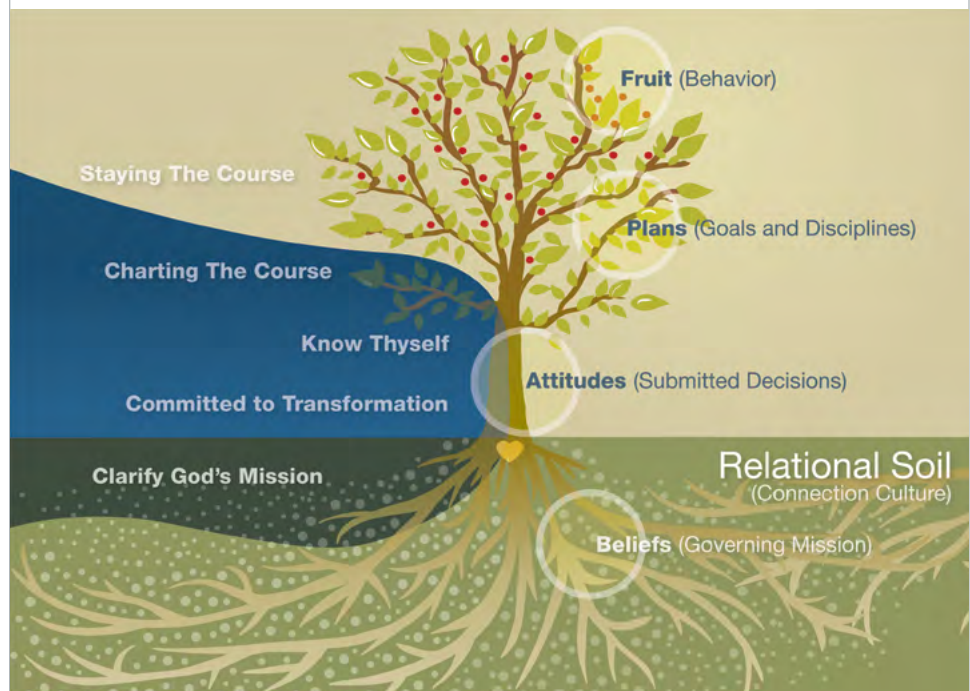 Fruit (Behavior)
Staying The Course
Plans (Goals and Disciplines)
Charting The Course
Know Thyself
Attitudes (Submitted Decisions)
Committed to Transformation
Clarify God's Mission
Relational Soil
(Connection Culture)
Beliefs (Governing Mission)